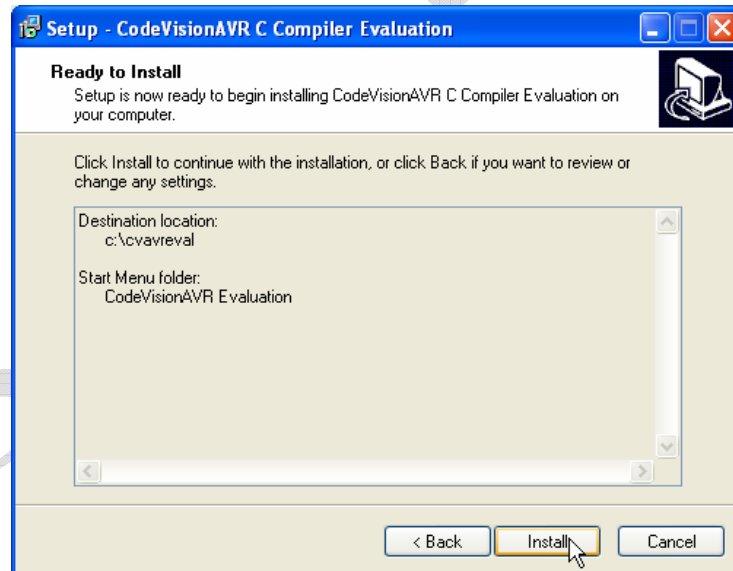 Setup - CodeVisionAVR C Compiler Evaluation
Ready to Install
Setup is now ready to begin installing CodeVisionAVR C Compiler Evaluation on
your computer.
Click Install to continue with the installation, or click Back if you want to review or
change any settings.
Destination location:
c:\cvavreval
Start Menu folder:
CodeVisionAVR Evaluation
< Back
Install
Cancel